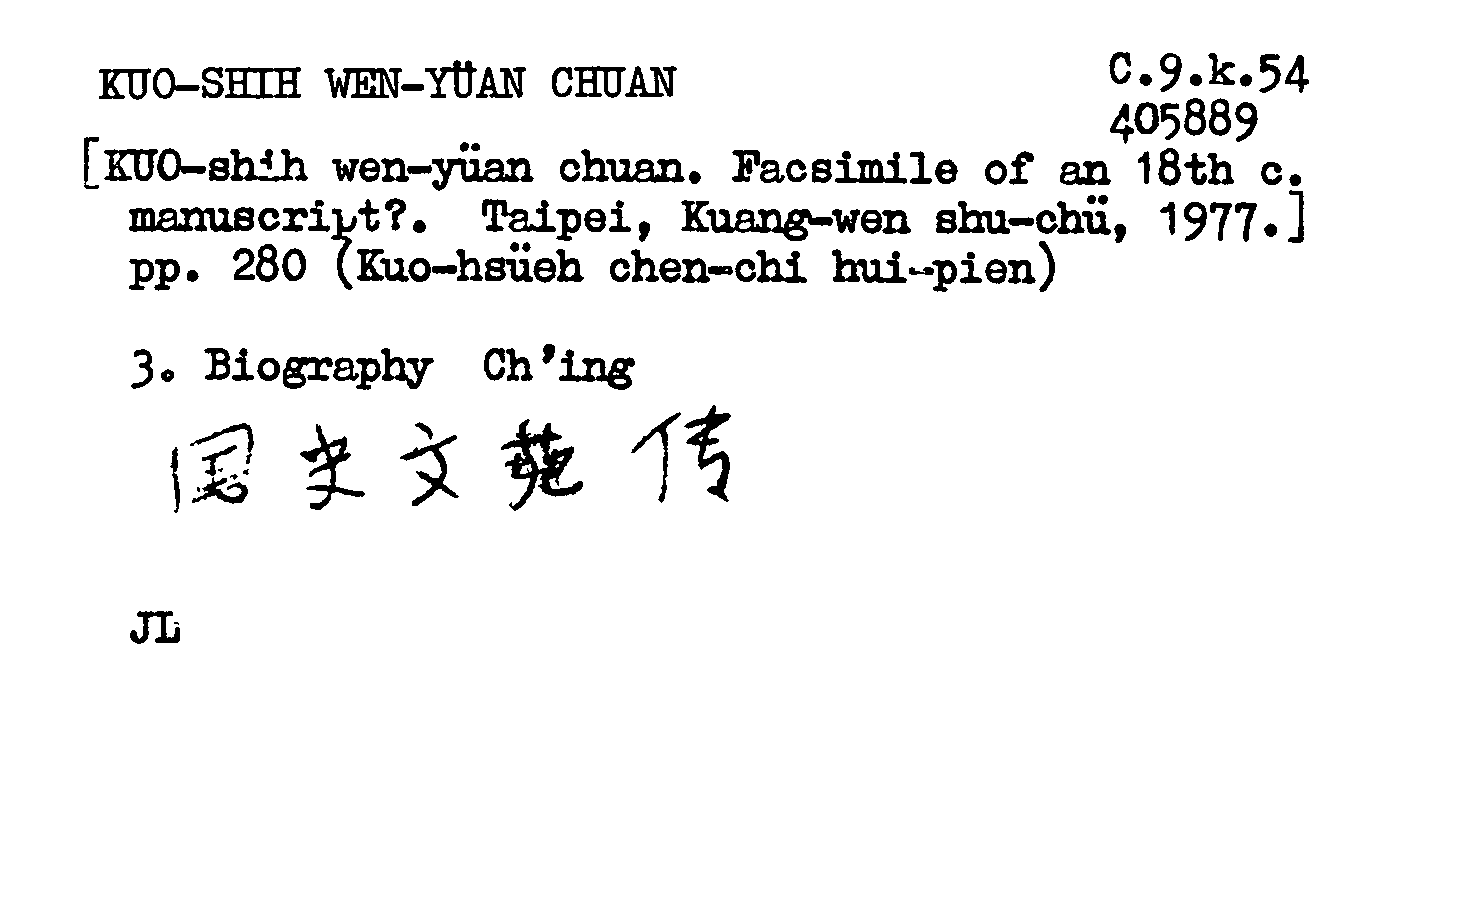 KUO-SHIH WEN-YÜAN CHUAN
C.9.k.54
405889
[KUO-shih wen-yüan chuan. Facsimile of an 18th c.
manuscript?. Taipei, Kuang-wen shu-chü, 1977.]
pp. 280 (Kuo-hsüeh chen-chi hui-pien)
3. Biography Ch'ing
国史文苑传
JL